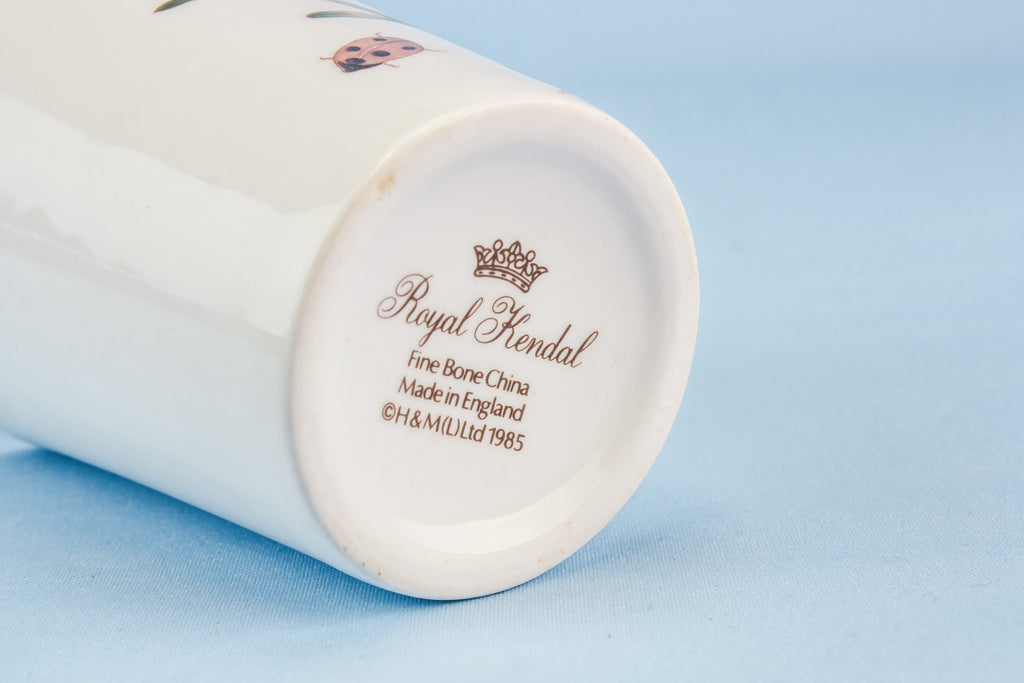 Royal Kendal
Fine Bone China
Made in England
©H&M(L)Ltd 1985